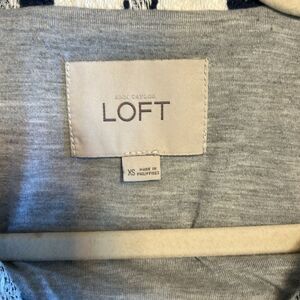 ANN TAYLOR
LOFT
XS
MADE IN
PHILIPPINES